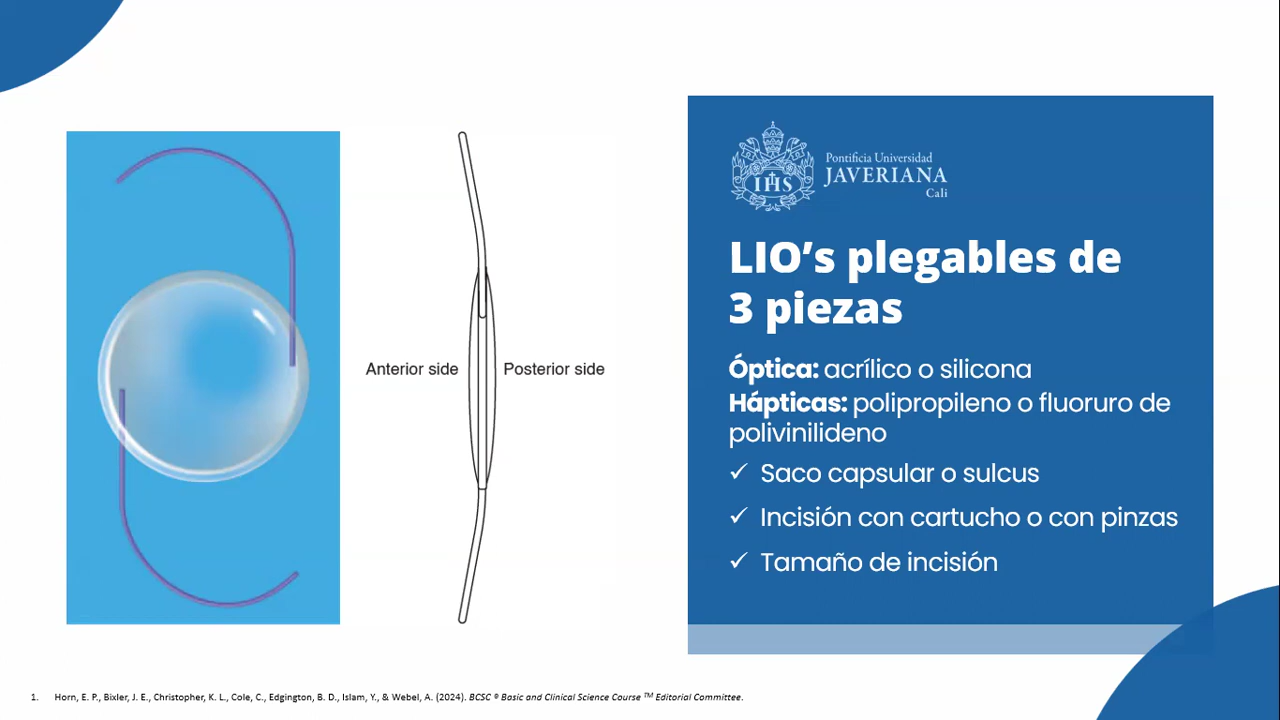 Pontificia Universidad
JAVERIANA
Cali
IHS
LIO’s plegables de
3 piezas
Óptica: acrílico o silicona
Hápticas: polipropileno o fluoruro de
polivinilideno
✓ Saco capsular o sulcus
✓ Incisión con cartucho o con pinzas
✓ Tamaño de incisión
Anterior side
Posterior side
1. Horn, E. P., Bixler, J. E., Christopher, K. L., Cole, C., Edgington, B. D., Islam, Y., & Webel, A. (2024). BCSC ® Basic and Clinical Science Course ™ Editorial Committee.